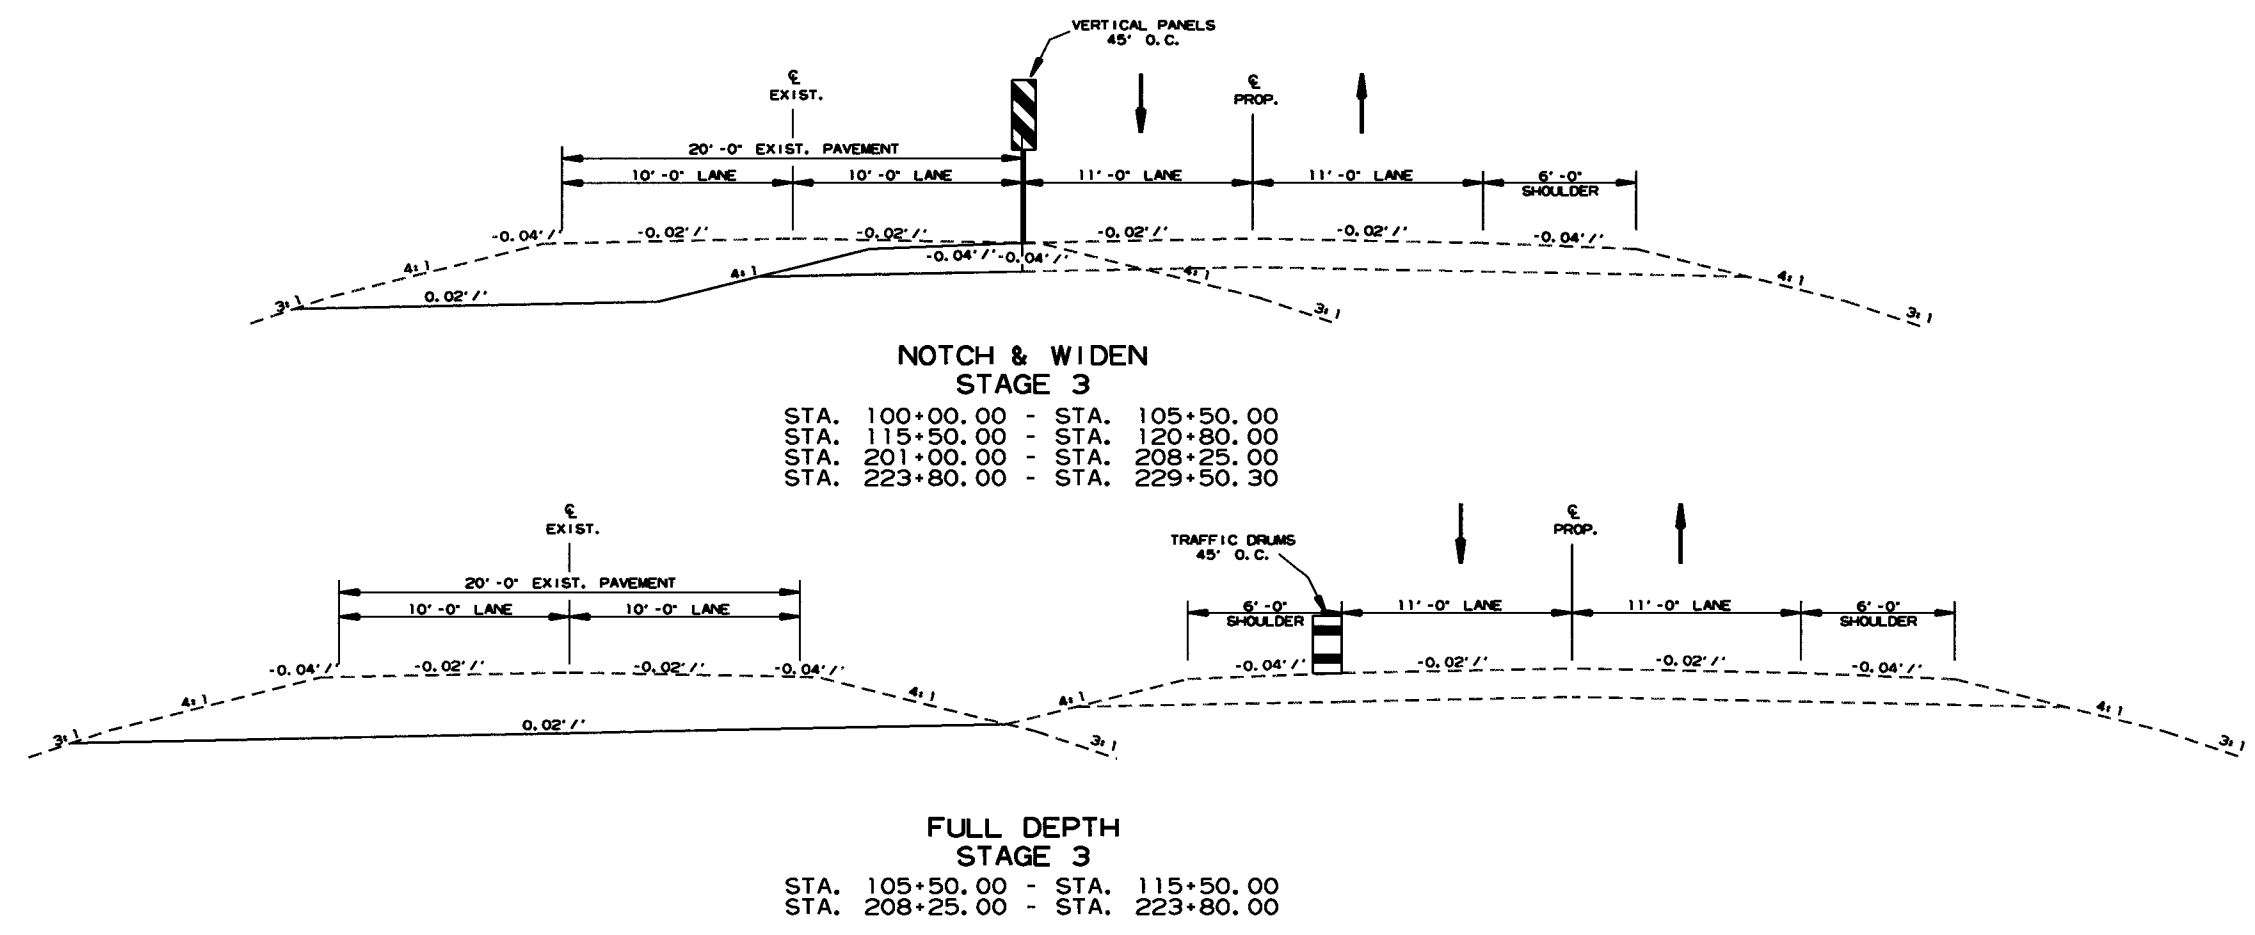 VERTICAL PANELS
45' O.C.
℄
EXIST.
℄
PROP.
20'-0" EXIST. PAVEMENT
10'-0" LANE
10'-0" LANE
11'-0" LANE
11'-0" LANE
6'-0"
SHOULDER
-0.04'/'
-0.02'/'
-0.02'/'
-0.02'/'
-0.02'/'
-0.04'/'
-0.04'/'
-0.04'/'
4:1
4:1
4:1
4:1
3:1
0.02'/'
3:1
3:1
NOTCH & WIDEN
STAGE 3
STA. 100+00.00 - STA. 105+50.00
STA. 115+50.00 - STA. 120+80.00
STA. 201+00.00 - STA. 208+25.00
STA. 223+80.00 - STA. 229+50.30
℄
EXIST.
℄
PROP.
TRAFFIC DRUMS
45' O.C.
20'-0" EXIST. PAVEMENT
10'-0" LANE
10'-0" LANE
6'-0"
SHOULDER
11'-0" LANE
11'-0" LANE
6'-0"
SHOULDER
-0.04'/'
-0.02'/'
-0.02'/'
-0.04'/'
-0.04'/'
-0.02'/'
-0.02'/'
-0.04'/'
4:1
4:1
4:1
4:1
3:1
0.02'/'
3:1
3:1
FULL DEPTH
STAGE 3
STA. 105+50.00 - STA. 115+50.00
STA. 208+25.00 - STA. 223+80.00